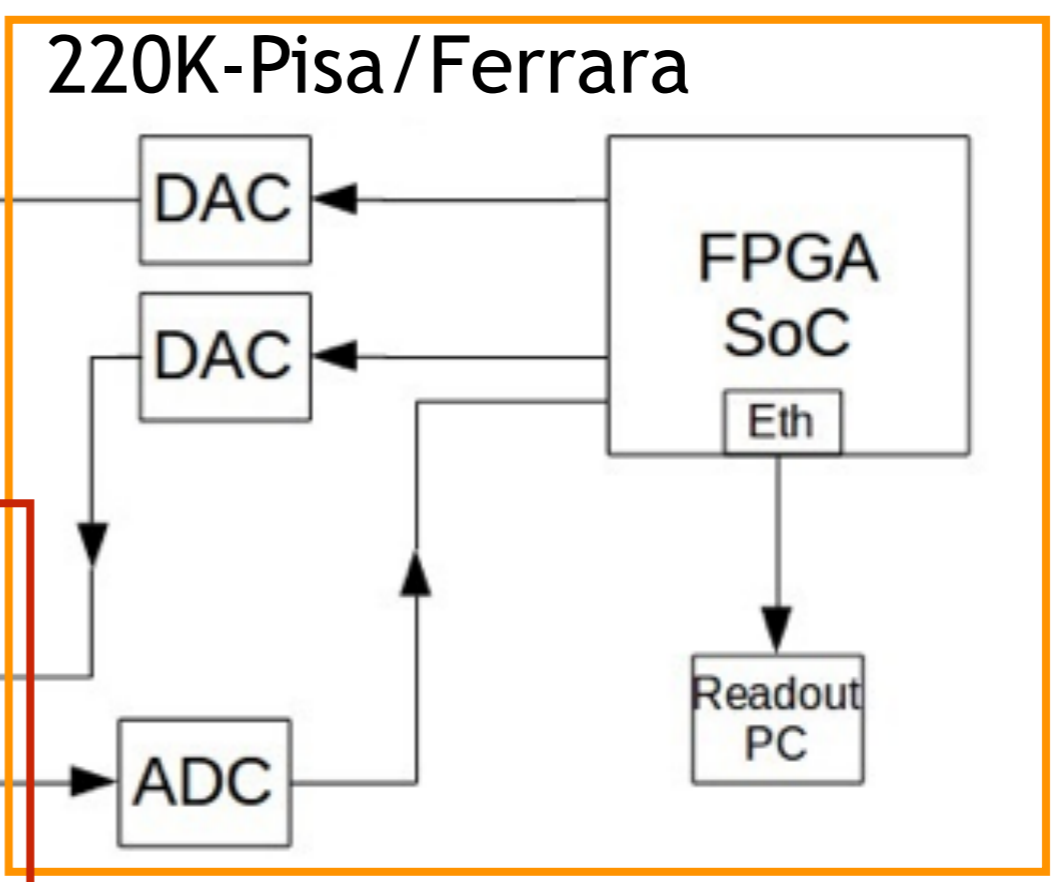 220K-Pisa/Ferrara
DAC
FPGA
SoC
DAC
Eth
Readout
PC
ADC